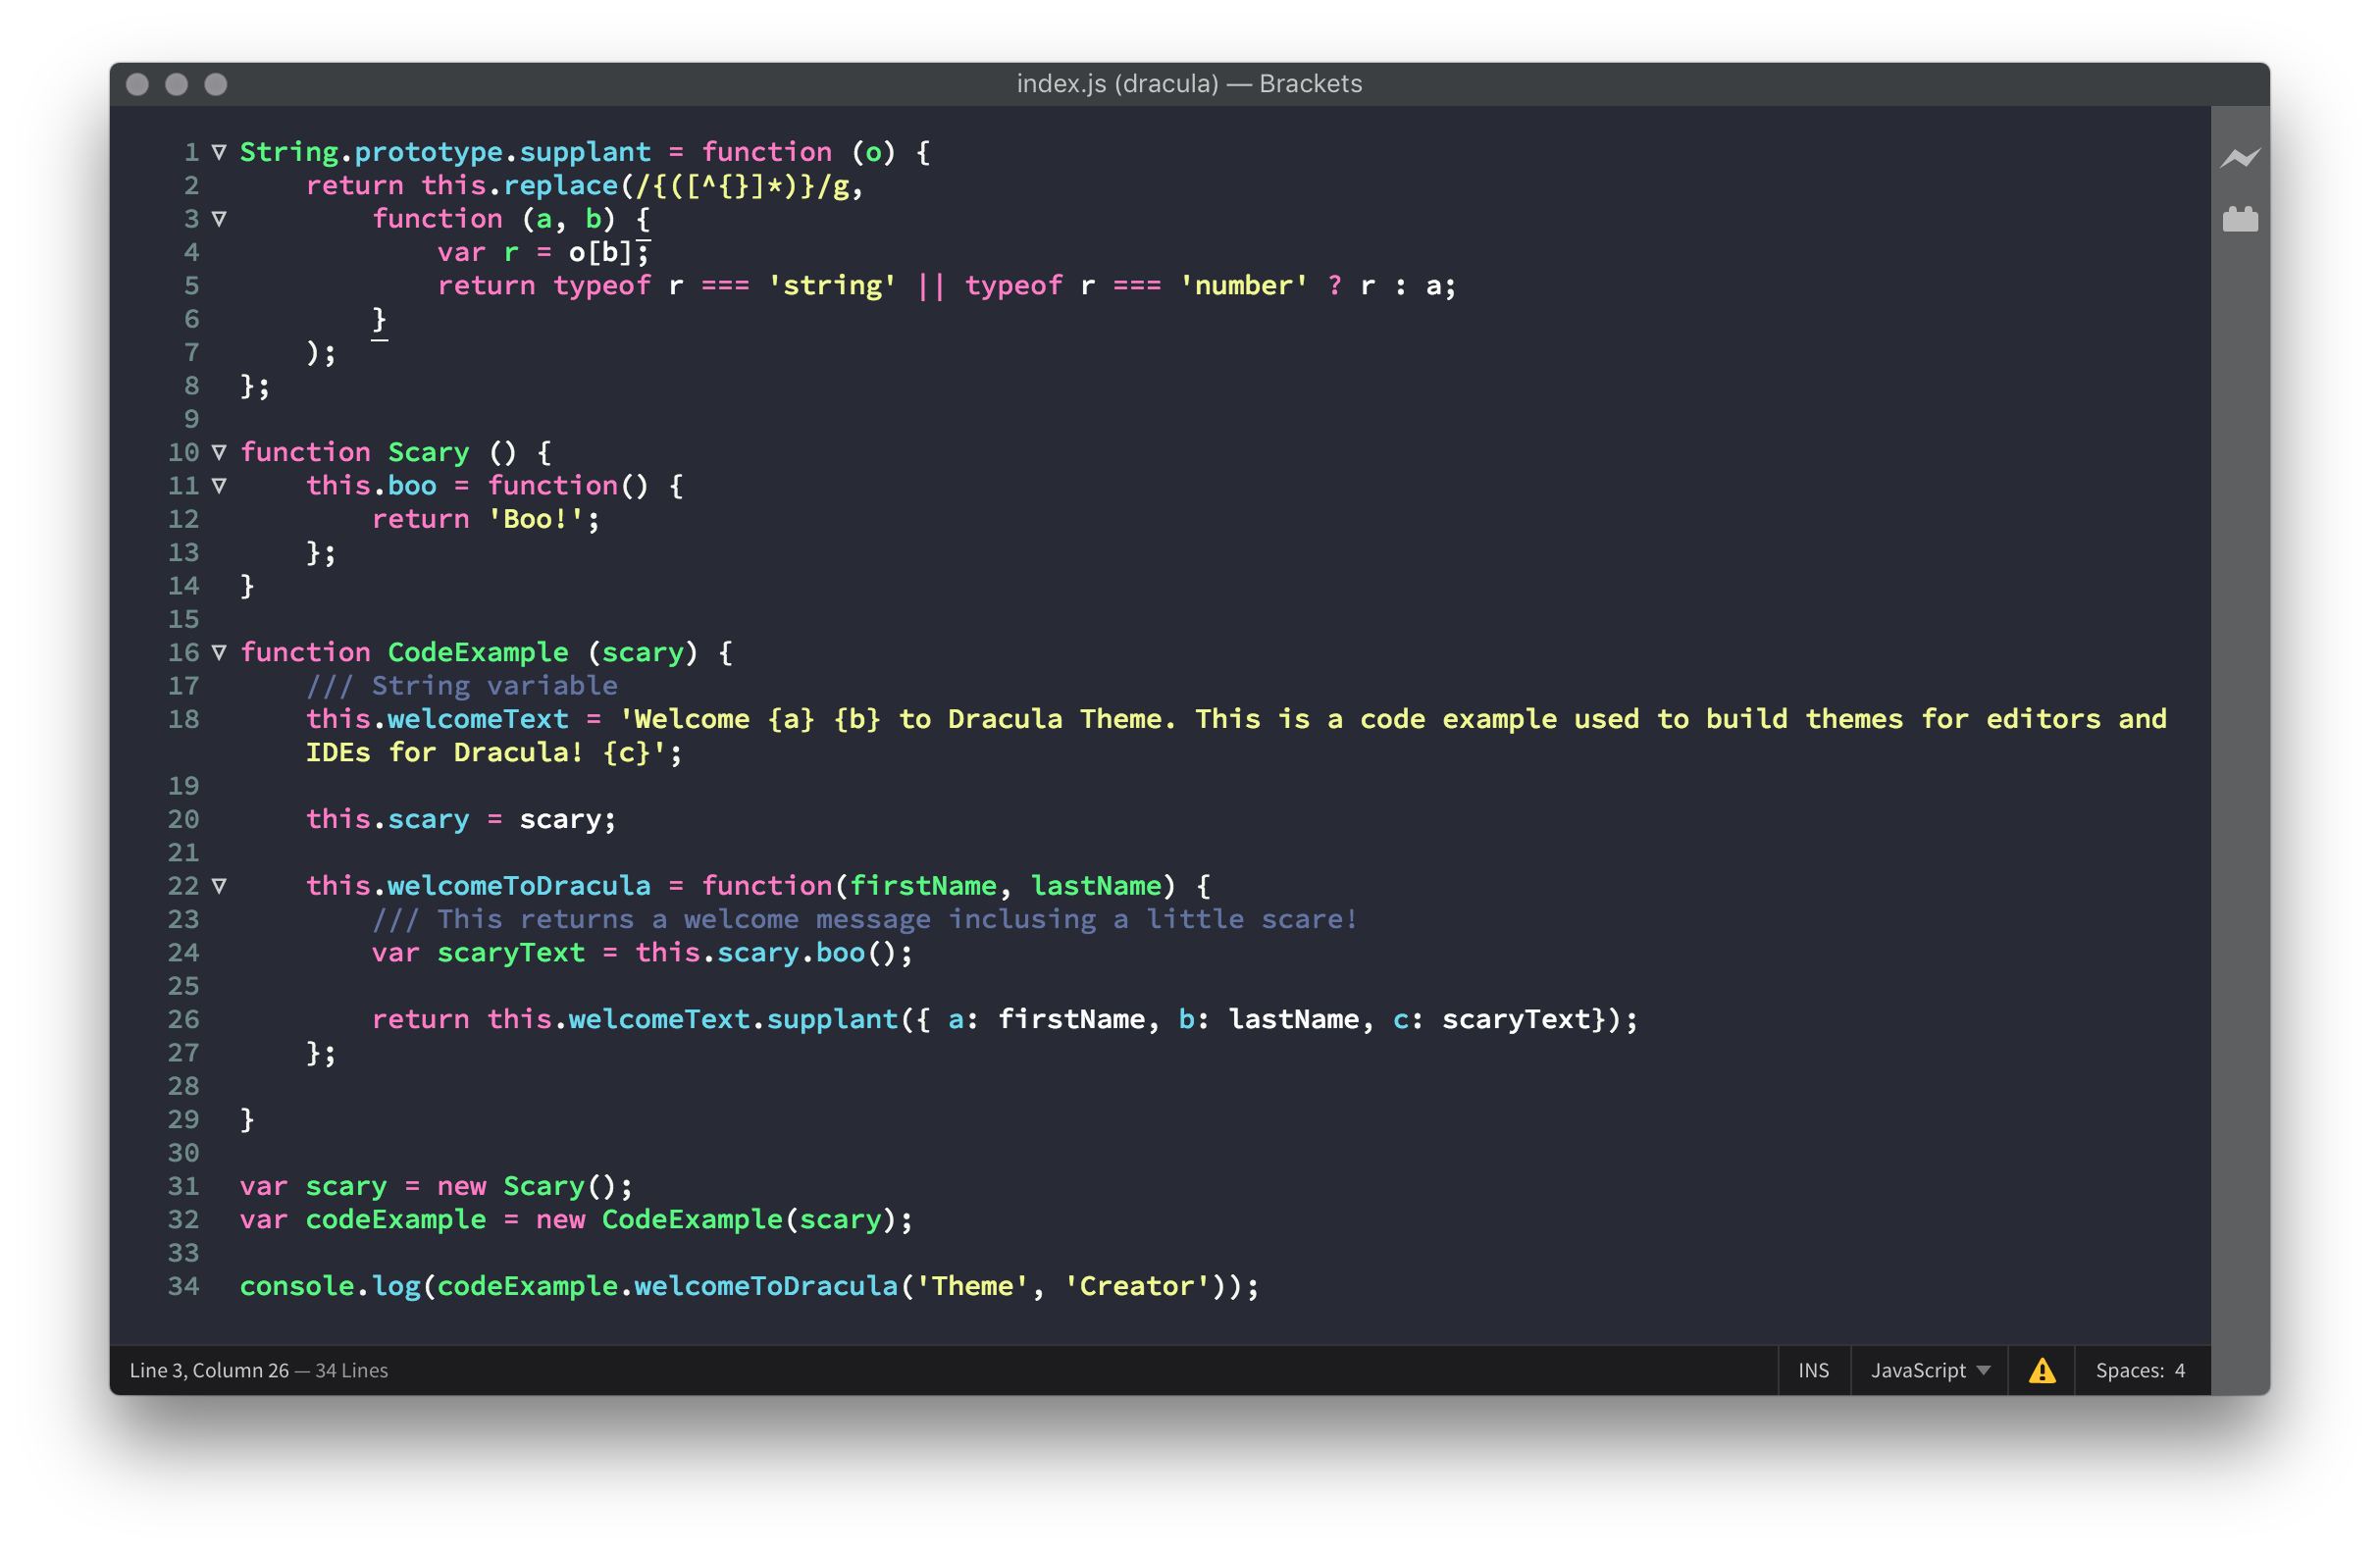 index.js (dracula) — Brackets
1 String.prototype.supplant = function (o) {
2     return this.replace(/{([^{}]*)}/g,
3         function (a, b) {
4             var r = o[b];
5             return typeof r === 'string' || typeof r === 'number' ? r : a;
6         }
7     );
8 };
9
10 function Scary () {
11     this.boo = function() {
12         return 'Boo!';
13     };
14 }
15
16 function CodeExample (scary) {
17     /// String variable
18     this.welcomeText = 'Welcome {a} {b} to Dracula Theme. This is a code example used to build themes for editors and
    IDEs for Dracula! {c}';
19
20     this.scary = scary;
21
22     this.welcomeToDracula = function(firstName, lastName) {
23         /// This returns a welcome message inclusing a little scare!
24         var scaryText = this.scary.boo();
25
26         return this.welcomeText.supplant({ a: firstName, b: lastName, c: scaryText});
27     };
28
29 }
30
31 var scary = new Scary();
32 var codeExample = new CodeExample(scary);
33
34 console.log(codeExample.welcomeToDracula('Theme', 'Creator'));
Line 3, Column 26 — 34 Lines
INS
JavaScript
Spaces: 4